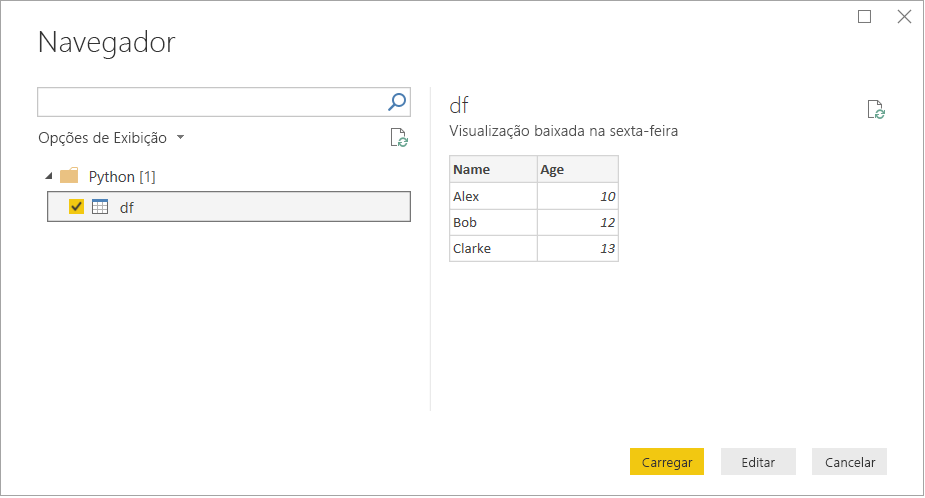 Navegador
Opções de Exibição
Python [1]
df
df
Visualização baixada na sexta-feira
Name Age
Alex 10
Bob 12
Clarke 13
Carregar Editar Cancelar